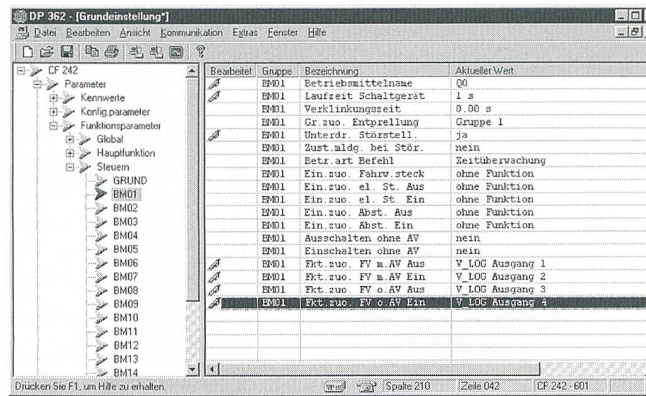 DP 362 - [Grundeinstellung*]
Datei Bearbeiten Ansicht Kommunikation Extras Fenster Hilfe
CF 242
Parameter
Kennwerte
Konfig.parameter
Funktionsparameter
Global
Hauptfunktion
Steuern
GRUND
BM01
BM02
BM03
BM04
BM05
BM06
BM07
BM08
BM09
BM10
BM11
BM12
BM13
BM14
Bearbeitet Gruppe Bezeichnung Aktueller Wert
BM01 Betriebsmittelname Q0
BM01 Laufzeit Schaltgerät 1 s
BM01 Verklinkungszeit 0.00 s
BM01 Gr.zuo. Entprellung Gruppe 1
BM01 Unterdr. Störstell. ja
BM01 Zust.mldg. bei Stör. nein
BM01 Betr.art Befehl Zeitüberwachung
BM01 Ein.zuo. Fahrw.steck ohne Funktion
BM01 Ein.zuo. el. St. Aus ohne Funktion
BM01 Ein.zuo. el. St. Ein ohne Funktion
BM01 Ein.zuo. Abst. Aus ohne Funktion
BM01 Ein.zuo. Abst. Ein ohne Funktion
BM01 Ausschalten ohne AV nein
BM01 Einschalten ohne AV nein
BM01 Fkt.zuo. FV m.AV Aus V_LOG Ausgang 1
BM01 Fkt.zuo. FV m.AV Ein V_LOG Ausgang 2
BM01 Fkt.zuo. FV o.AV Aus V_LOG Ausgang 3
BM01 Fkt.zuo. FV o.AV Ein V_LOG Ausgang 4
Drücken Sie F1, um Hilfe zu erhalten. Spalte 210 Zeile 042 CF 242 - 601